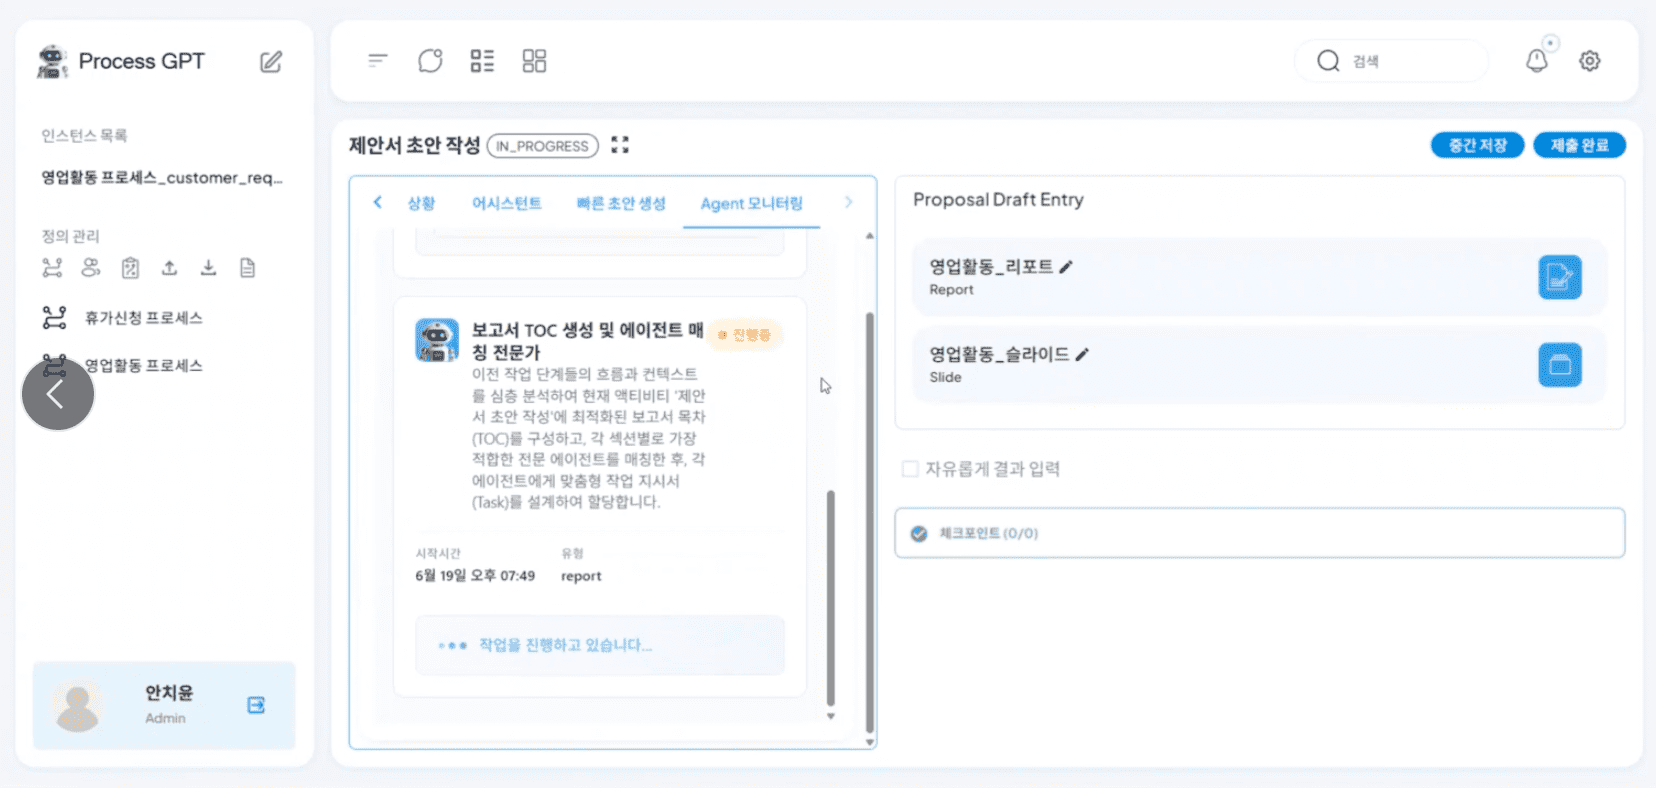 Process GPT
검색
인스턴스 목록
영업활동 프로세스_customer_req...
정의 관리
휴가신청 프로세스
영업활동 프로세스
안치윤
Admin
제안서 초안 작성
IN_PROGRESS
중간 저장
제출 완료
상황
어시스턴트
빠른 초안 생성
Agent 모니터링
보고서 TOC 생성 및 에이전트 매
칭 전문가
진행중
이전 작업 단계들의 흐름과 컨텍스트
를 심층 분석하여 현재 액티비티 '제안
서 초안 작성'에 최적화된 보고서 목차
(TOC)를 구성하고, 각 섹션별로 가장
적합한 전문 에이전트를 매칭한 후, 각
에이전트에게 맞춤형 작업 지시서
(Task)를 설계하여 할당합니다.
시작시간
유형
6월 19일 오후 07:49
report
작업을 진행하고 있습니다...
Proposal Draft Entry
영업활동_리포트
Report
영업활동_슬라이드
Slide
자유롭게 결과 입력
체크포인트 (0/0)